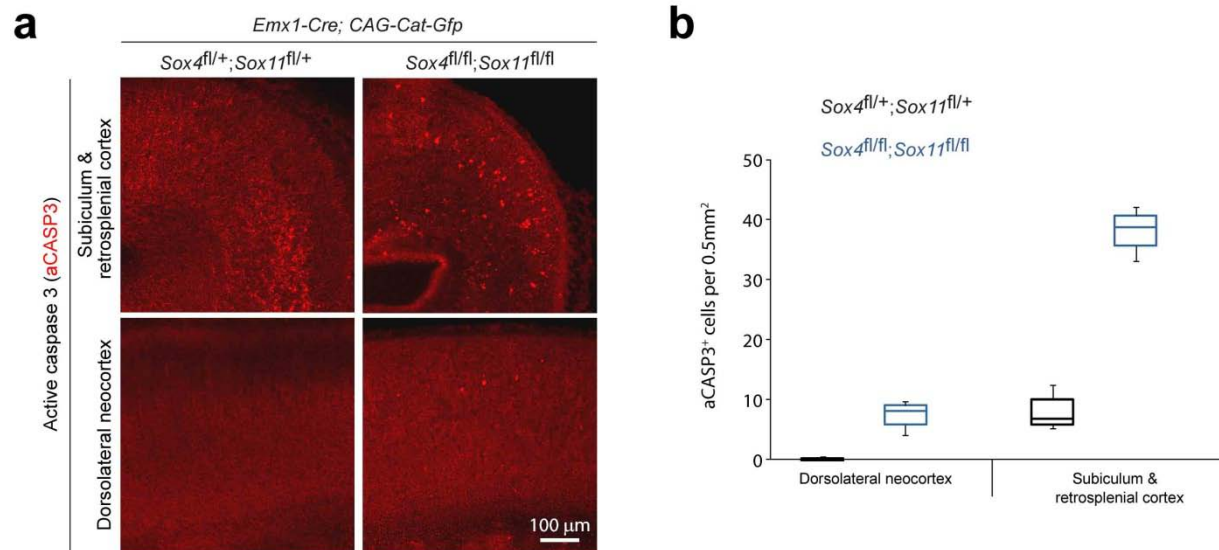 a
Emx1-Cre; CAG-Cat-Gfp
Sox4fl/+;Sox11fl/+
Sox4fl/fl;Sox11fl/fl
Active caspase 3 (aCASP3)
Subiculum &
retrosplenial cortex
Dorsolateral neocortex
100 µm
b
Sox4fl/+;Sox11fl/+
Sox4fl/fl;Sox11fl/fl
aCASP3+ cells per 0.5mm2
50
40
30
20
10
0
Dorsolateral neocortex
Subiculum &
retrosplenial cortex